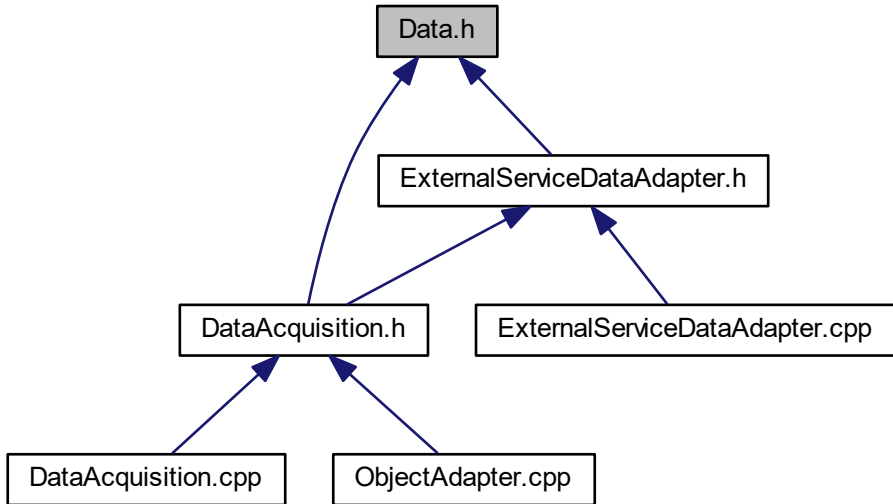 Data.h
ExternalServiceDataAdapter.h
DataAcquisition.h
ExternalServiceDataAdapter.cpp
DataAcquisition.cpp
ObjectAdapter.cpp